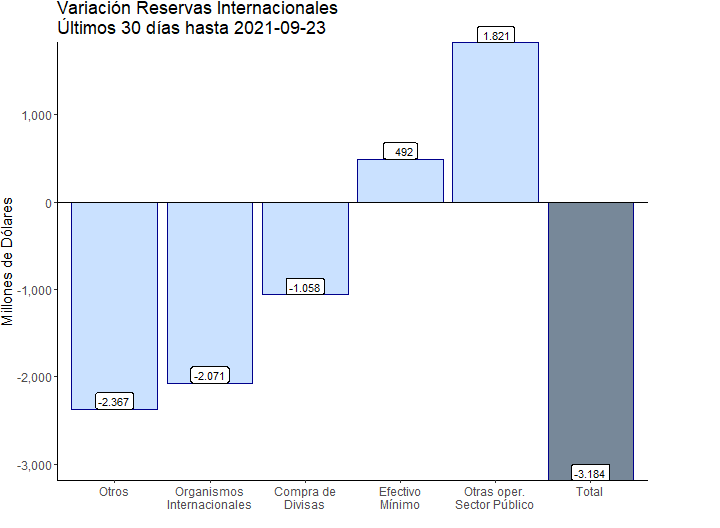 Variación Reservas Internacionales
Últimos 30 días hasta 2021-09-23
Millones de Dólares
1,000
0
-1,000
-2,000
-3,000
-2.367
-2.071
-1.058
492
1.821
-3.184
Otros
Organismos
Internacionales
Compra de
Divisas
Efectivo
Mínimo
Otras oper.
Sector Público
Total